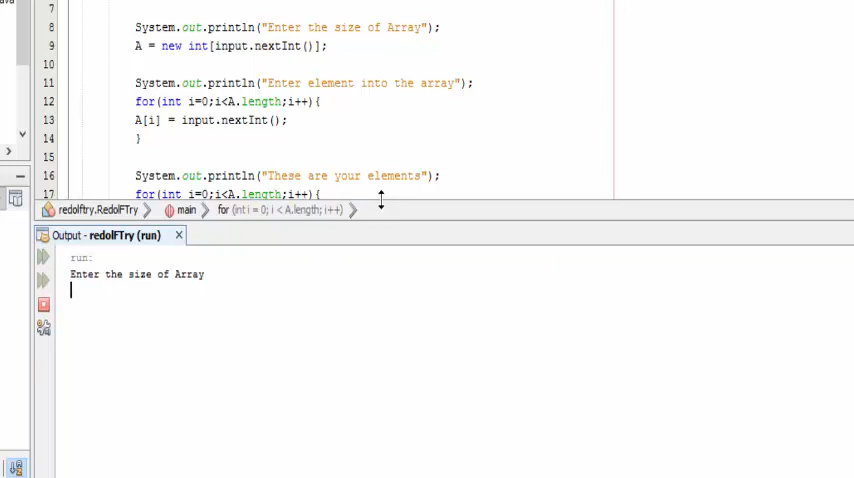 7
8 System.out.println("Enter the size of Array");
9 A = new int[input.nextInt()];
10
11 System.out.println("Enter element into the array");
12 for(int i=0;i<A.length;i++){
13 A[i] = input.nextInt();
14 }
15
16 System.out.println("These are your elements");
17 for(int i=0;i<A.length;i++){
redolftry.RedolFTry main for (int i = 0; i < A.length; i++)
Output - redolFTry (run) ×
run:
Enter the size of Array